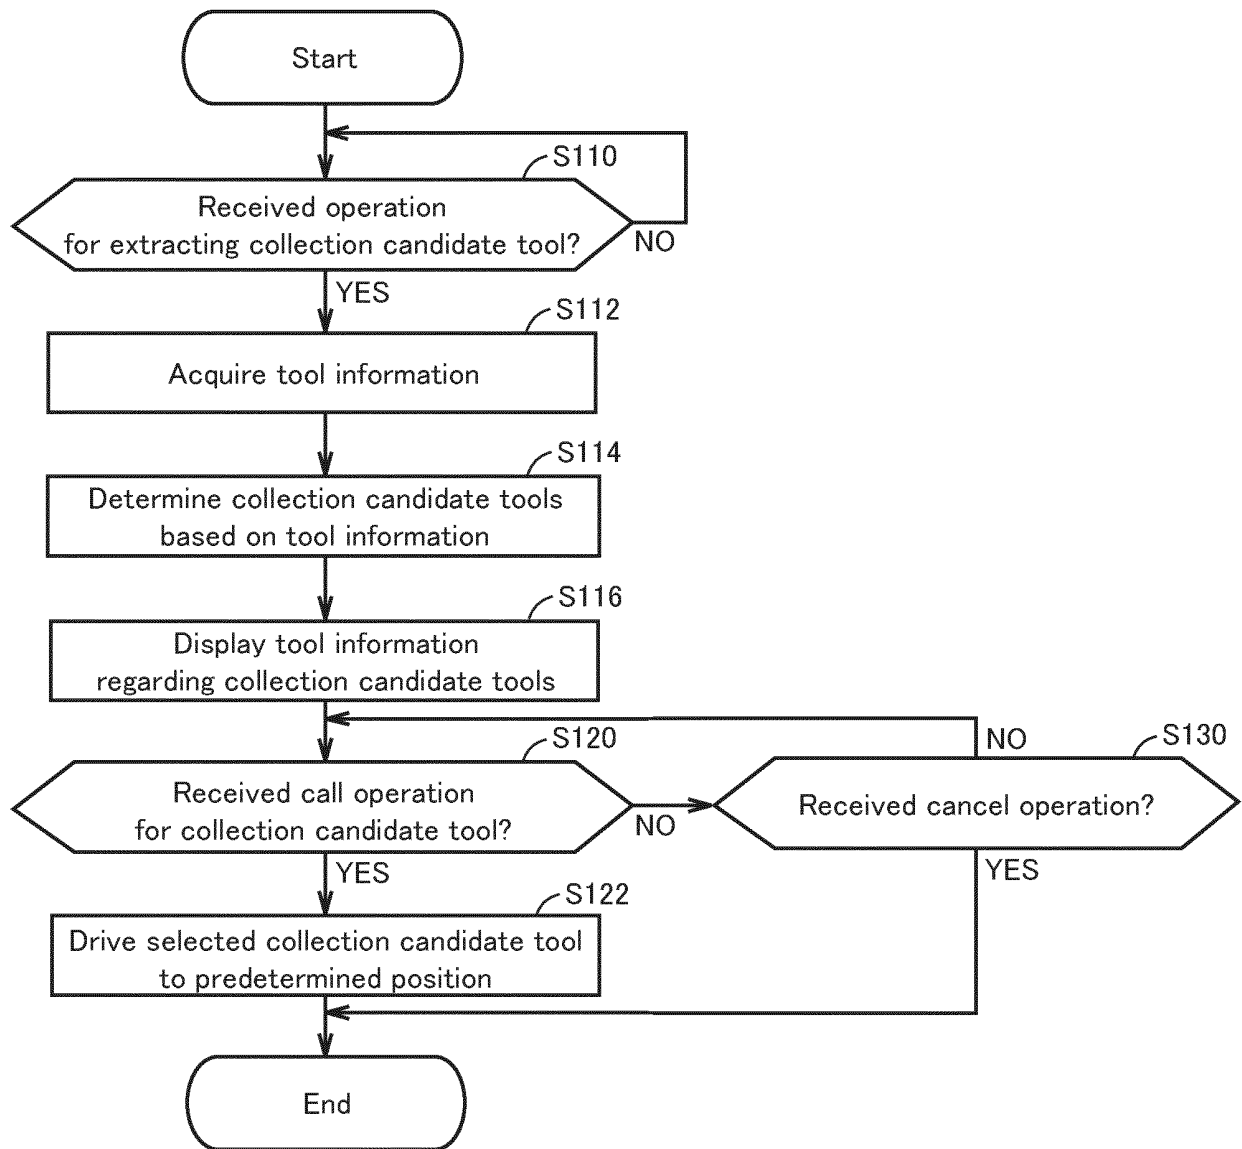 Start
S110
Received operation
for extracting collection candidate tool?
NO
YES
S112
Acquire tool information
S114
Determine collection candidate tools
based on tool information
S116
Display tool information
regarding collection candidate tools
S120
NO
S130
Received call operation
for collection candidate tool?
NO
Received cancel operation?
YES
YES
S122
Drive selected collection candidate tool
to predetermined position
End